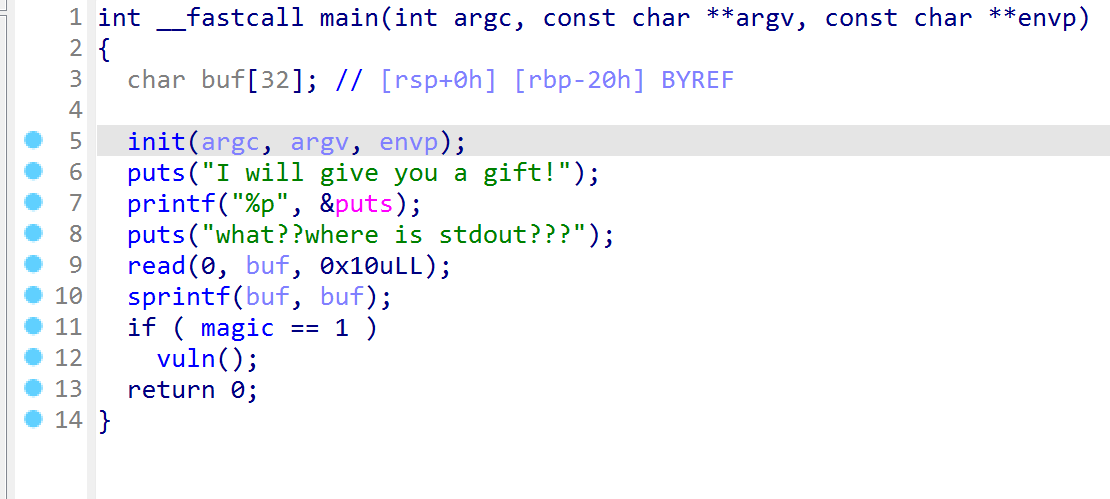 1 int __fastcall main(int argc, const char **argv, const char **envp)
2 {
3   char buf[32]; // [rsp+0h] [rbp-20h] BYREF
4
5   init(argc, argv, envp);
6   puts("I will give you a gift!");
7   printf("%p", &puts);
8   puts("what??where is stdout???");
9   read(0, buf, 0x10uLL);
10   sprintf(buf, buf);
11   if ( magic == 1 )
12     vuln();
13   return 0;
14 }